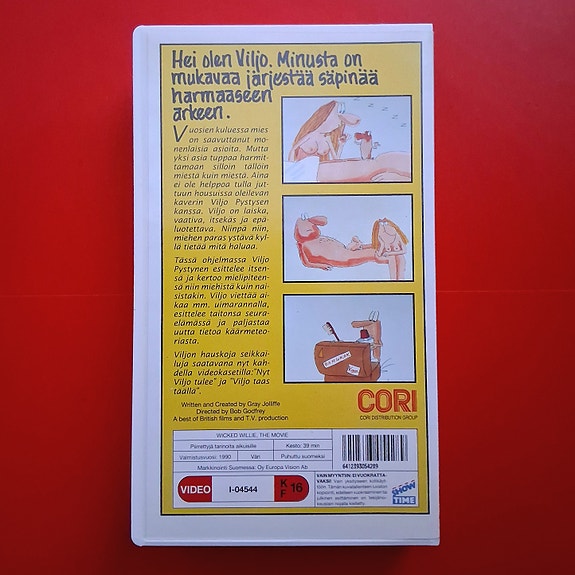 Hei olen Viljo. Minusta on
mukavaa järjestää säpinää
harmaaseen
arkeen.
Vuosien kuluessa mies
on saavuttanut mo-
nenlaisia asioita. Mutta
yksi asia tuppaa harmit-
tamaan silloin tällöin
miestä kuin miestä. Aina
ei ole helppoa tulla jut-
tuun housuissa oleilevan
kaverin Viljo Pystysen
kanssa. Viljo on laiska,
vaativa, itsekäs ja epä-
luotettava. Niinpä niin,
miehen paras ystävä kyl-
lä tietää mitä haluaa.
Tässä ohjelmassa Viljo
Pystynen esittelee itsen-
sä ja kertoo mielipiteen-
sä niin miehistä kuin nai-
sistakin. Viljo viettää ai-
kaa mm. uimarannalla,
esittelee taitonsa seura-
elämässä ja paljastaa
uutta tietoa käärmeteo-
riasta.
Viljon hauskoja seikkai-
luja saatavana nyt kah-
della videokasetilla:"Nyt
Viljo tulee" ja "Viljo taas
täällä".
Written and Created by Gray Jolliffe
Directed by Bob Godfrey
A best of British films and T.V. production.
CORI
CORI DISTRIBUTION GROUP
WICKED WILLIE, THE MOVIE
Piirrettyjä tarinoita aikuisille
Kesto: 39 min
Valmistusvuosi: 1990
Väri
Puhuttu suomeksi
Markkinointi Suomessa: Oy Europa Vision Ab
6412393054299
VIDEO
I-04544
K
F
16
VAIN MYYNTIIN. EI VUOKRATTA-
VAKSI!
SHOW
TIME